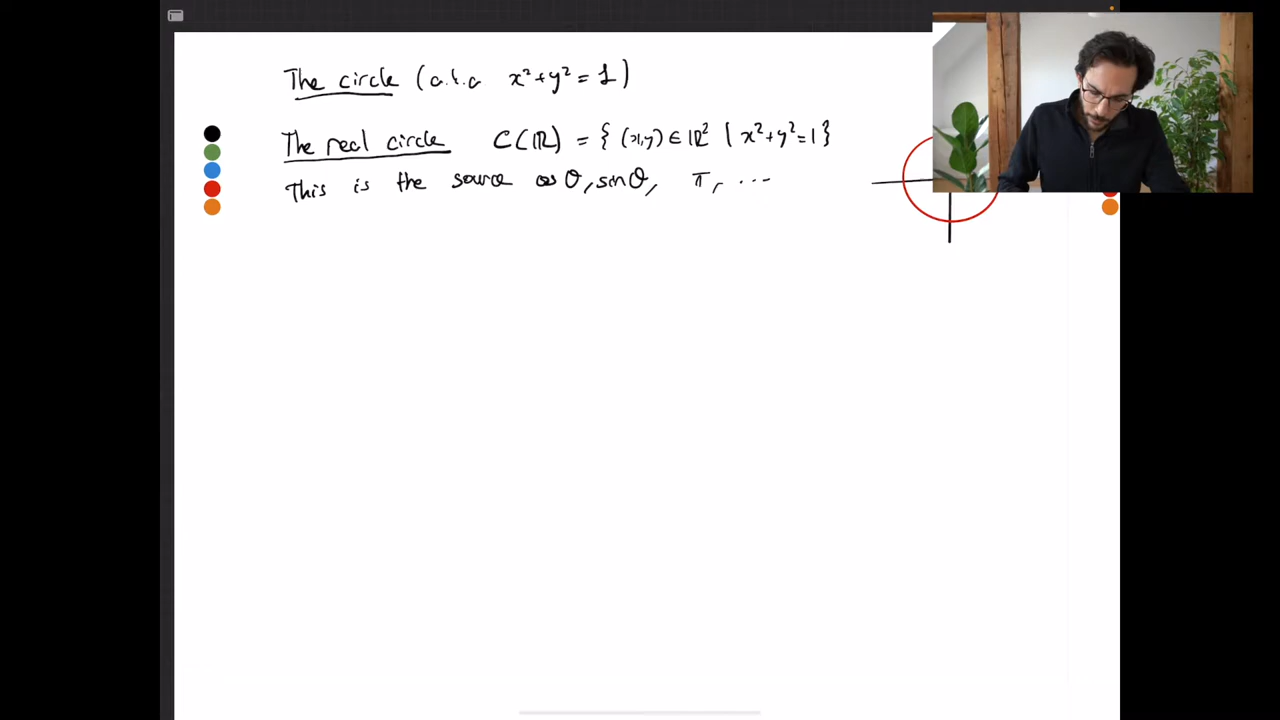 The circle (a.k.a x² + y² = 1)
The real circle C(ℝ) = { (x,y) ∈ ℝ² | x² + y² = 1 }
This is the source cos θ, sin θ, π, ...